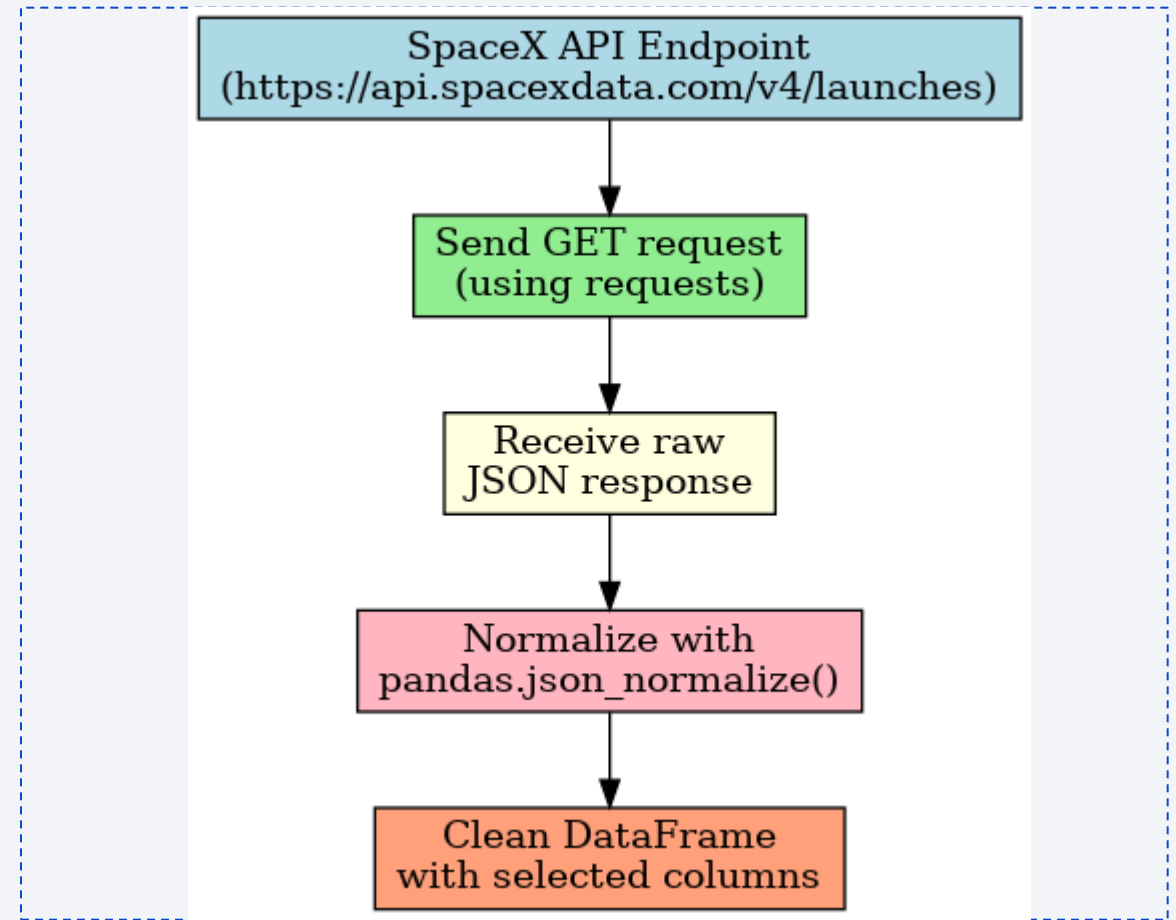 SpaceX API Endpoint
(https://api.spacexdata.com/v4/launches)
Send GET request
(using requests)
Receive raw
JSON response
Normalize with
pandas.json_normalize()
Clean DataFrame
with selected columns